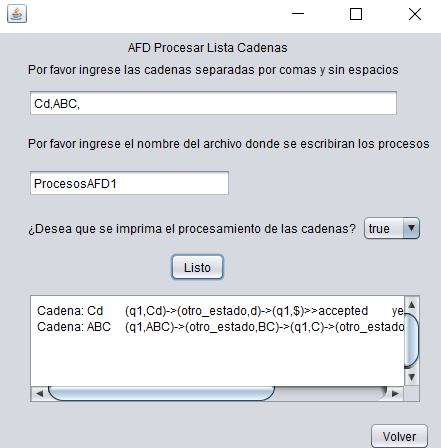 AFD Procesar Lista Cadenas
Por favor ingrese las cadenas separadas por comas y sin espacios
Cd,ABC,
Por favor ingrese el nombre del archivo donde se escribiran los procesos
ProcesosAFD1
¿Desea que se imprima el procesamiento de las cadenas? true
Listo
Cadena: Cd (q1,Cd)->(otro_estado,d)->(q1,$)>>accepted ye
Cadena: ABC (q1,ABC)->(otro_estado,BC)->(q1,C)->(otro_estado
Volver